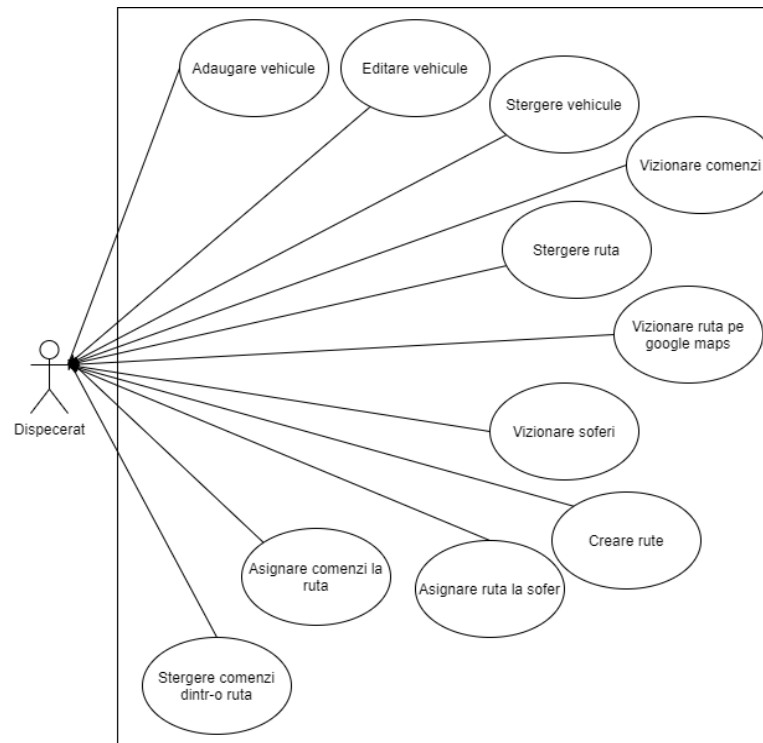 Adaugare vehicule
Editare vehicule
Stergere vehicule
Vizionare comenzi
Stergere ruta
Vizionare ruta pe
google maps
Dispecerat
Vizionare soferi
Creare rute
Asignare comenzi la
ruta
Asignare ruta la sofer
Stergere comenzi
dintr-o ruta